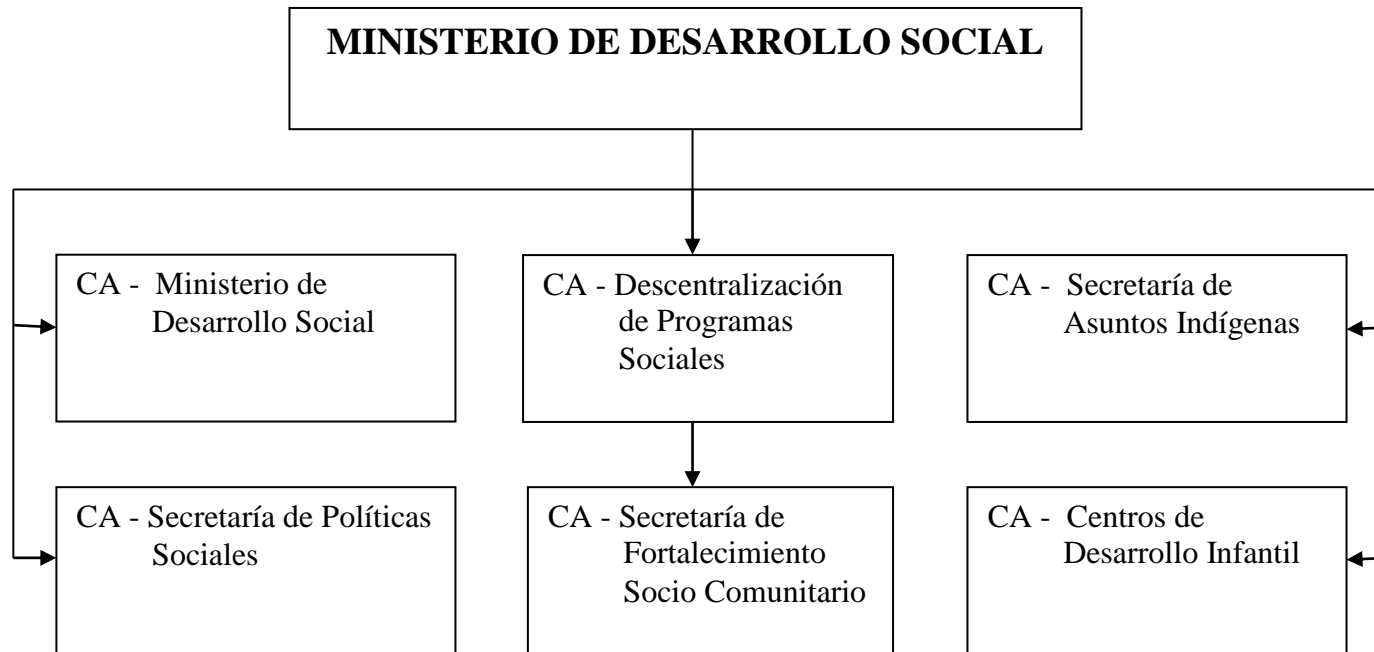 MINISTERIO DE DESARROLLO SOCIAL
CA - Ministerio de
Desarrollo Social
CA - Descentralización
de Programas
Sociales
CA - Secretaría de
Asuntos Indígenas
CA - Secretaría de Políticas
Sociales
CA - Secretaría de
Fortalecimiento
Socio Comunitario
CA - Centros de
Desarrollo Infantil